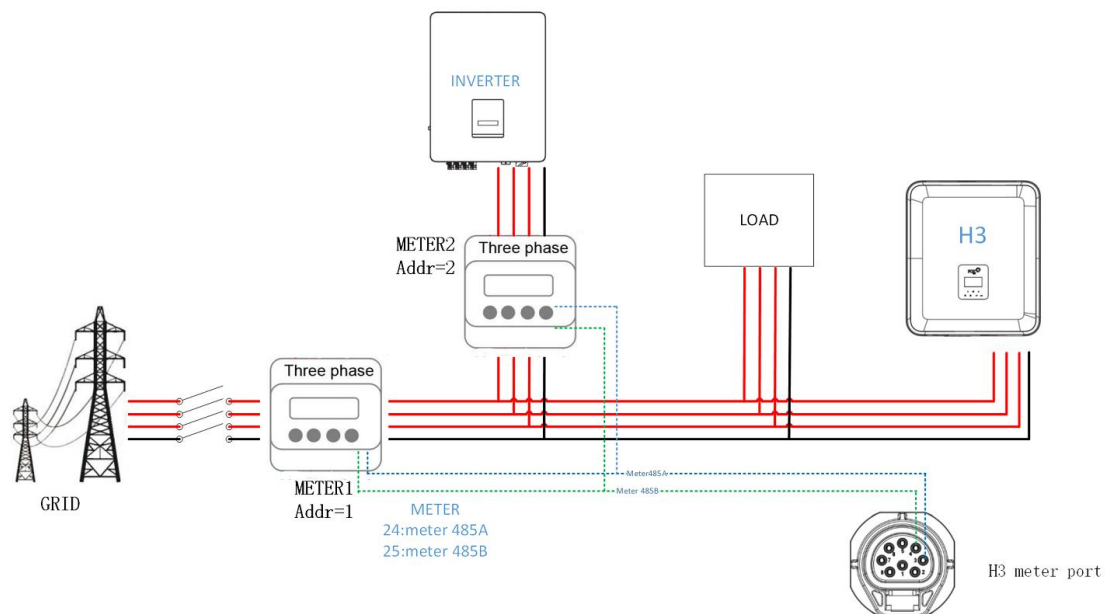 INVERTER
METER2
Addr=2
Three phase
LOAD
H3
Three phase
GRID
METER1
Addr=1
Meter485A
Meter 485B
METER
24:meter 485A
25:meter 485B
H3 meter port